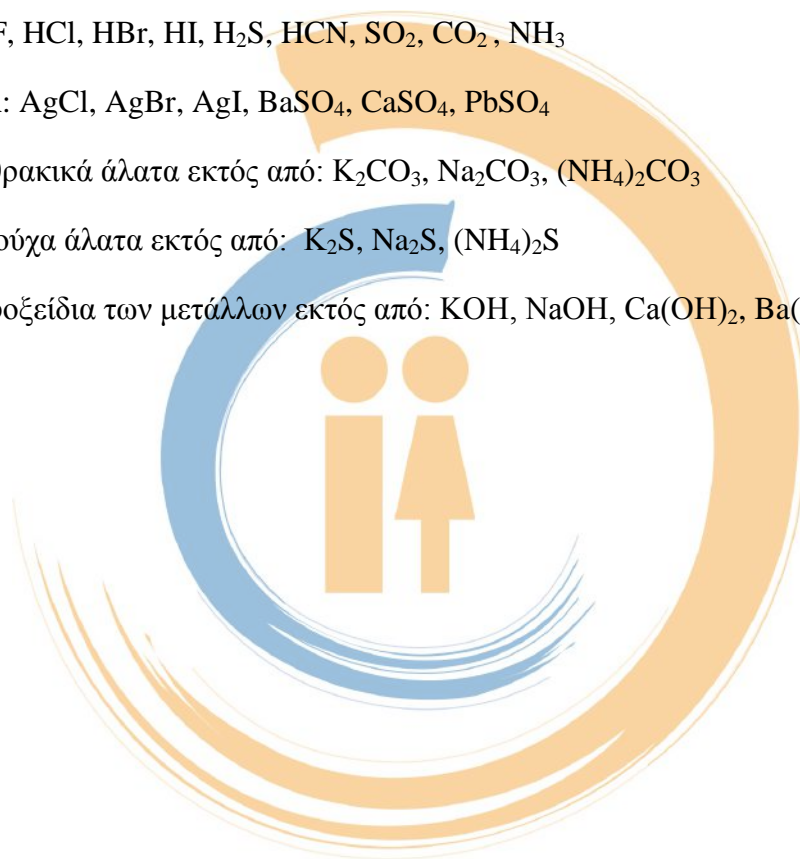 F, HCl, HBr, HI, H₂S, HCN, SO₂, CO₂ , NH₃
: AgCl, AgBr, AgI, BaSO₄, CaSO₄, PbSO₄
ρακικά άλατα εκτός από: K₂CO₃, Na₂CO₃, (NH₄)₂CO₃
ούχα άλατα εκτός από: K₂S, Na₂S, (NH₄)₂S
οξείδια των μετάλλων εκτός από: KOH, NaOH, Ca(OH)₂, Ba(